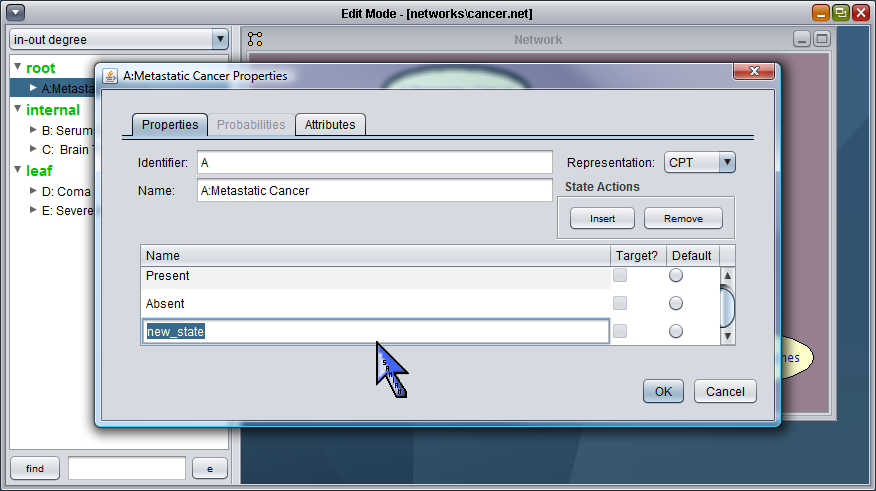 Edit Mode - [networks\cancer.net]
in-out degree
Network
root
A:Metasta
internal
B: Serum
C: Brain T
leaf
D: Coma
E: Severe
A:Metastatic Cancer Properties
Properties Probabilities Attributes
Identifier: A Representation: CPT
Name: A:Metastatic Cancer State Actions
Insert Remove
Name Target? Default
Present
Absent
new_state
SAMIAM
hes
OK Cancel
find e